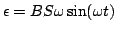 ϵ = BSω sin(ωt)